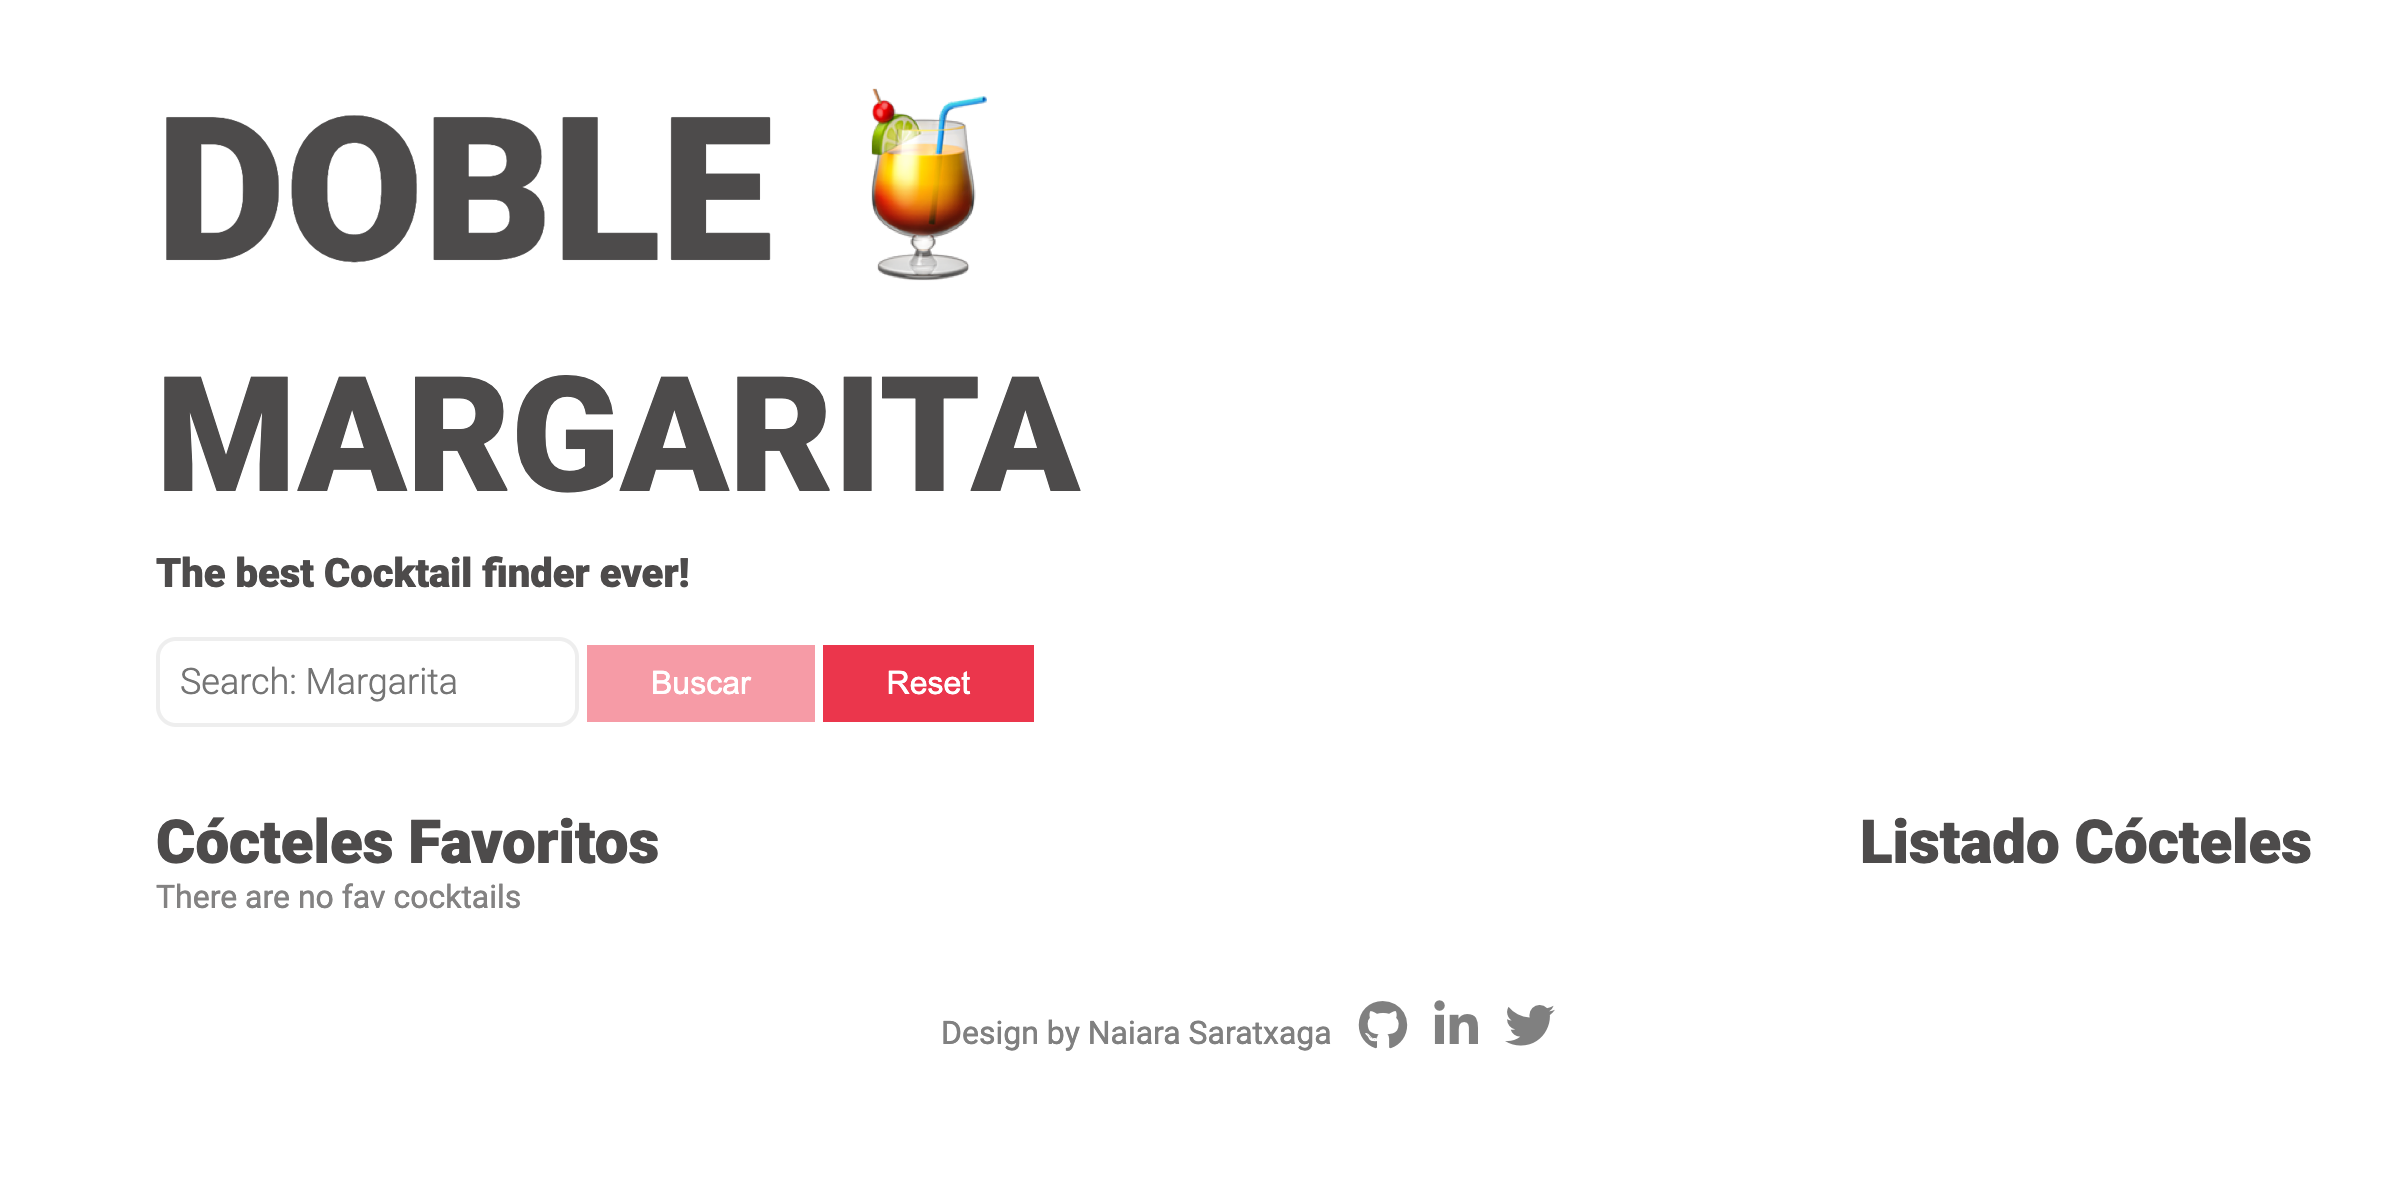 DOBLE
MARGARITA
The best Cocktail finder ever!
Search: Margarita
Buscar
Reset
Cócteles Favoritos
Listado Cócteles
There are no fav cocktails
Design by Naiara Saratxaga